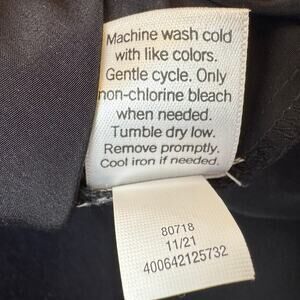 Machine wash cold
with like colors.
Gentle cycle. Only
non-chlorine bleach
when needed.
Tumble dry low.
Remove promptly.
Cool iron if needed.
80718
11/21
400642125732